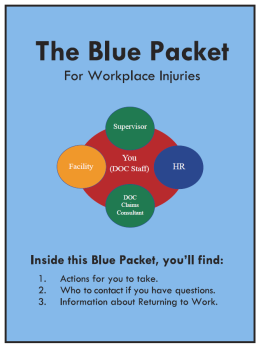 The Blue Packet
For Workplace Injuries
Supervisor
Facility
You
(DOC Staff)
HR
DOC
Claims
Consultant
Inside this Blue Packet, you'll find:
1. Actions for you to take.
2. Who to contact if you have questions.
3. Information about Returning to Work.